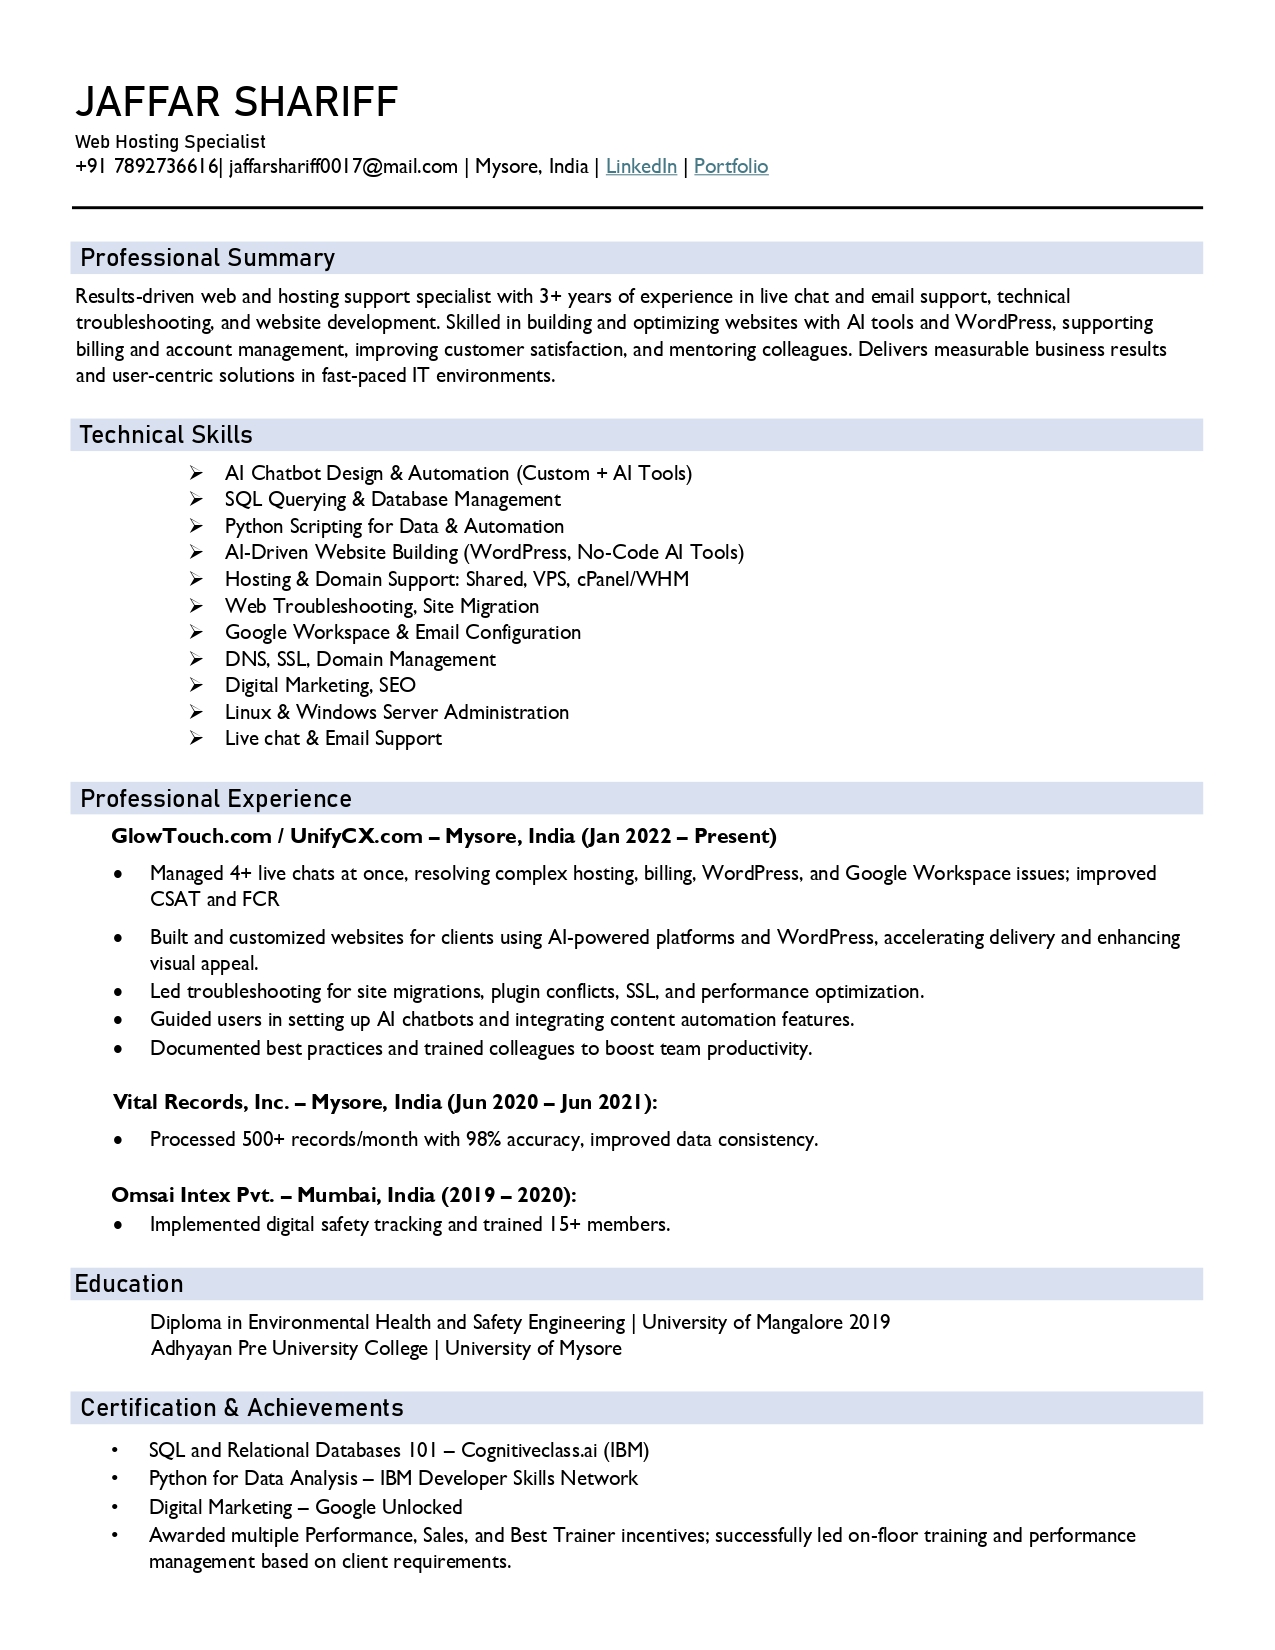 JAFFAR SHARIFF
Web Hosting Specialist
+91 7892736616| jaffarshariff0017@mail.com | Mysore, India | LinkedIn | Portfolio
Professional Summary
Results-driven web and hosting support specialist with 3+ years of experience in live chat and email support, technical
troubleshooting, and website development. Skilled in building and optimizing websites with AI tools and WordPress, supporting
billing and account management, improving customer satisfaction, and mentoring colleagues. Delivers measurable business results
and user-centric solutions in fast-paced IT environments.
Technical Skills
➢ AI Chatbot Design & Automation (Custom + AI Tools)
➢ SQL Querying & Database Management
➢ Python Scripting for Data & Automation
➢ AI-Driven Website Building (WordPress, No-Code AI Tools)
➢ Hosting & Domain Support: Shared, VPS, cPanel/WHM
➢ Web Troubleshooting, Site Migration
➢ Google Workspace & Email Configuration
➢ DNS, SSL, Domain Management
➢ Digital Marketing, SEO
➢ Linux & Windows Server Administration
➢ Live chat & Email Support
Professional Experience
GlowTouch.com / UnifyCX.com – Mysore, India (Jan 2022 – Present)
• Managed 4+ live chats at once, resolving complex hosting, billing, WordPress, and Google Workspace issues; improved
CSAT and FCR
• Built and customized websites for clients using AI-powered platforms and WordPress, accelerating delivery and enhancing
visual appeal.
• Led troubleshooting for site migrations, plugin conflicts, SSL, and performance optimization.
• Guided users in setting up AI chatbots and integrating content automation features.
• Documented best practices and trained colleagues to boost team productivity.
Vital Records, Inc. – Mysore, India (Jun 2020 – Jun 2021):
• Processed 500+ records/month with 98% accuracy, improved data consistency.
Omsai Intex Pvt. – Mumbai, India (2019 – 2020):
• Implemented digital safety tracking and trained 15+ members.
Education
Diploma in Environmental Health and Safety Engineering | University of Mangalore 2019
Adhyayan Pre University College | University of Mysore
Certification & Achievements
• SQL and Relational Databases 101 – Cognitiveclass.ai (IBM)
• Python for Data Analysis – IBM Developer Skills Network
• Digital Marketing – Google Unlocked
• Awarded multiple Performance, Sales, and Best Trainer incentives; successfully led on-floor training and performance
management based on client requirements.